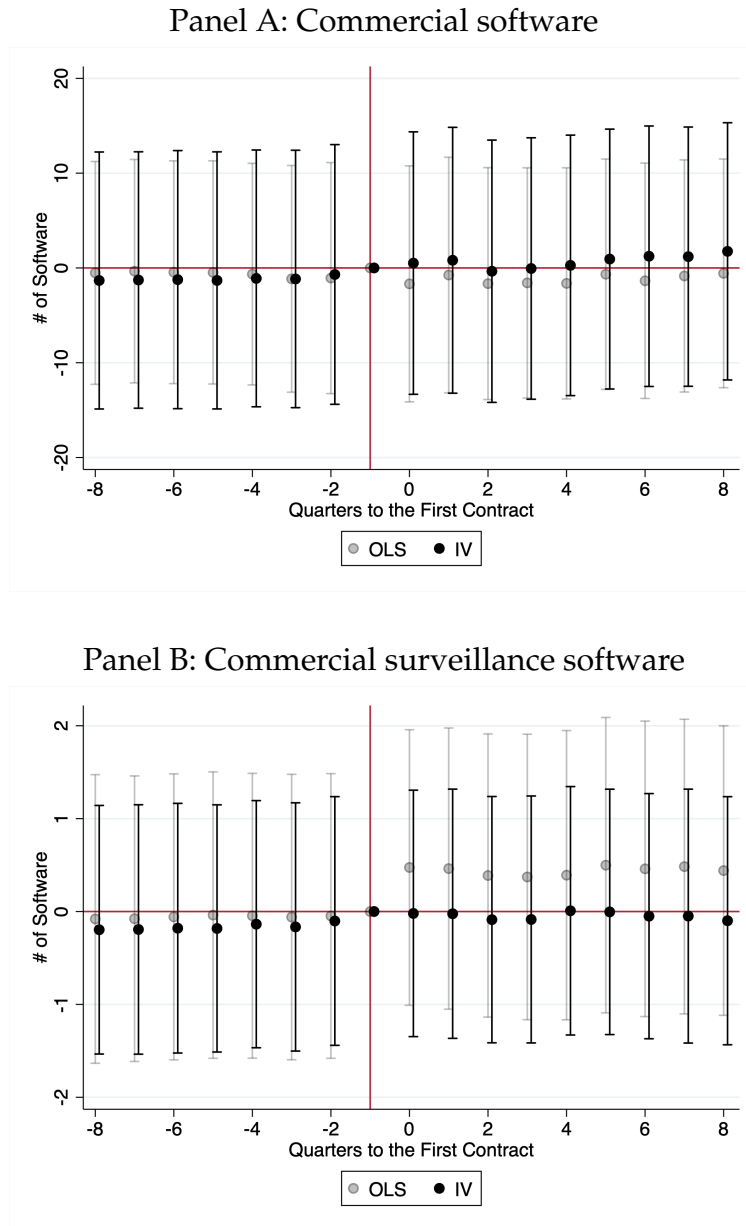 Panel A: Commercial software
20
10
0
-10
-20
# of Software
-8 -6 -4 -2 0 2 4 6 8
Quarters to the First Contract
OLS IV
Panel B: Commercial surveillance software
2
1
0
-1
-2
# of Software
-8 -6 -4 -2 0 2 4 6 8
Quarters to the First Contract
OLS IV